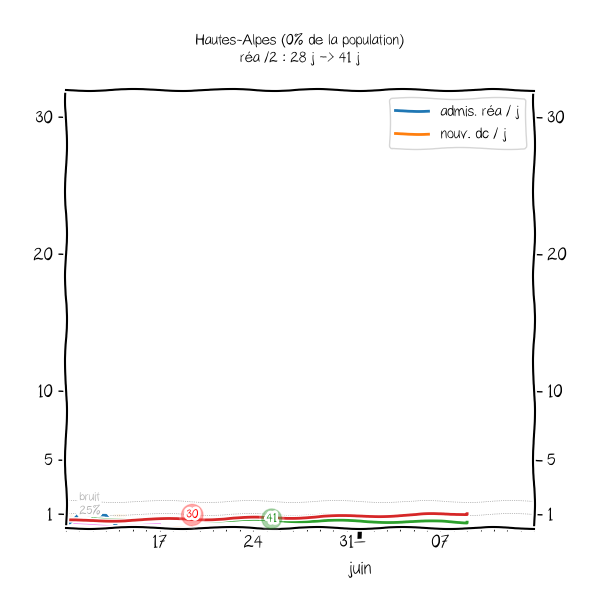 Hautes-Alpes (0% de la population)
réa /2 : 28 j -> 41 j
admis. réa / j
nouv. dc / j
30
30
20
20
10
10
5
5
bruit
25%
1
30
41
1
17
24
31
07
juin